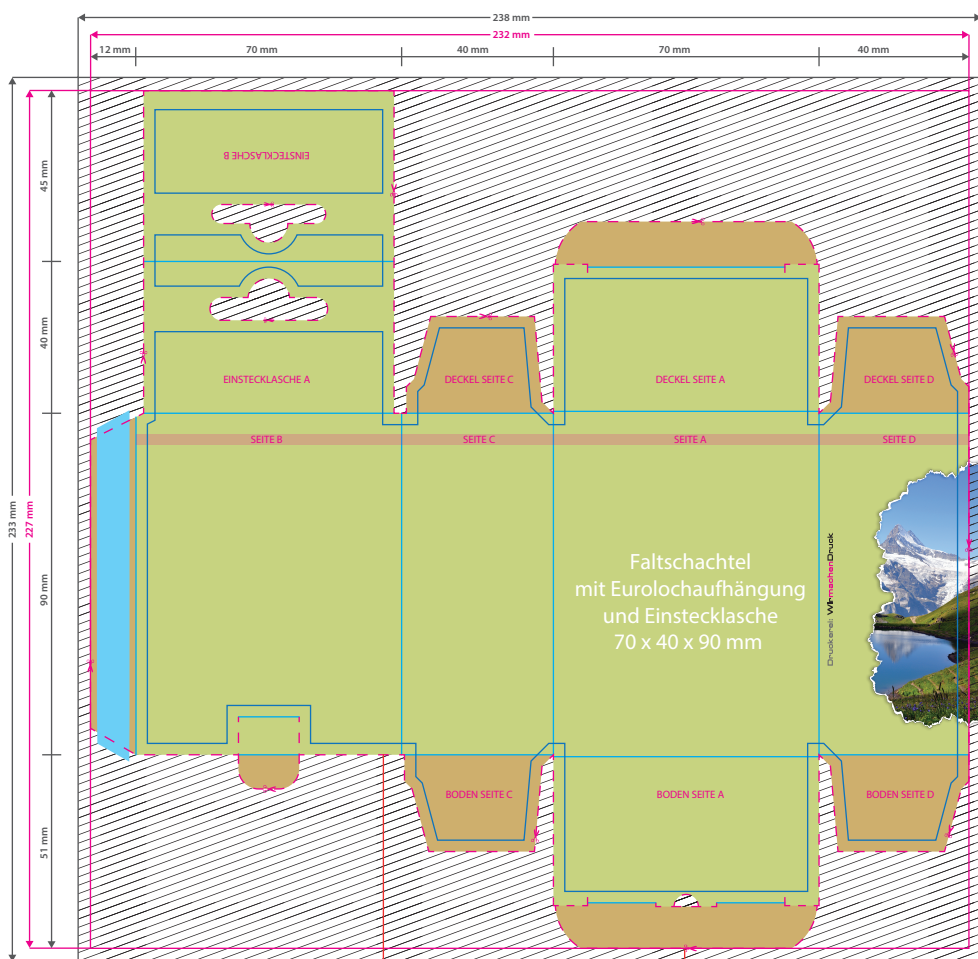 238 mm
232 mm
12 mm
70 mm
40 mm
70 mm
40 mm
45 mm
EINSTECKLASCHE B
40 mm
EINSTECKLASCHE A
DECKEL SEITE C
DECKEL SEITE A
DECKEL SEITE D
SEITE B
SEITE C
SEITE A
SEITE D
233 mm
227 mm
90 mm
Faltschachtel
mit Eurolochaufhängung
und Einstecklasche
70 x 40 x 90 mm
Druckerei: WIrmachenDruck
51 mm
BODEN SEITE C
BODEN SEITE A
BODEN SEITE D